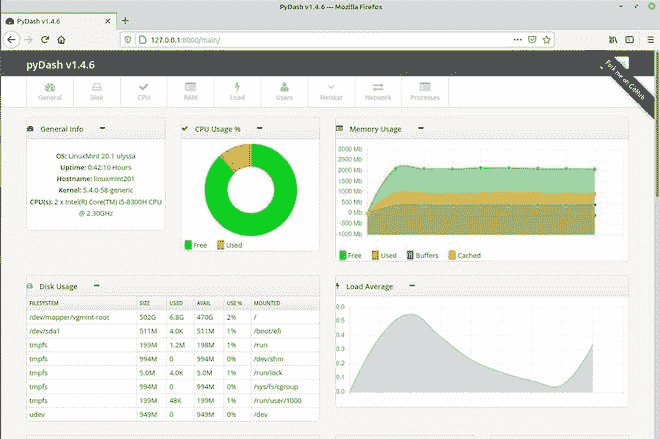 PyDash v1.4.6 — Mozilla Firefox
PyDash v1.4.6
127.0.0.1:8000/main/
pyDash v1.4.6
Fork me on GitHub
General Disk CPU RAM Load Users Netstat Network Processes
General Info
OS: LinuxMint 20.1 ulyssa
Uptime: 0:42:10 Hours
Hostname: linuxmint201
Kernel: 5.4.0-58-generic
CPU(s): 2 x Intel(R) Core(TM) i5-8300H CPU
@ 2.30GHz
CPU Usage %
Free Used
Memory Usage
3000 Mb
2500 Mb
2000 Mb
1500 Mb
1000 Mb
500 Mb
0 Mb
-500 Mb
-1000 Mb
Free Used Buffers Cached
Disk Usage
FILESYSTEM SIZE USED AVAIL USE % MOUNTED
/dev/mapper/vgmint-root 502G 6.8G 470G 2% /
/dev/sda1 511M 4.0K 511M 1% /boot/efi
tmpfs 199M 1.2M 198M 1% /run
tmpfs 994M 0 994M 0% /dev/shm
tmpfs 5.0M 4.0K 5.0M 1% /run/lock
tmpfs 994M 0 994M 0% /sys/fs/cgroup
tmpfs 199M 48K 199M 1% /run/user/1000
udev 949M 0 949M 0% /dev
Load Average
0.6
0.5
0.4
0.3
0.2
0.1
0.0